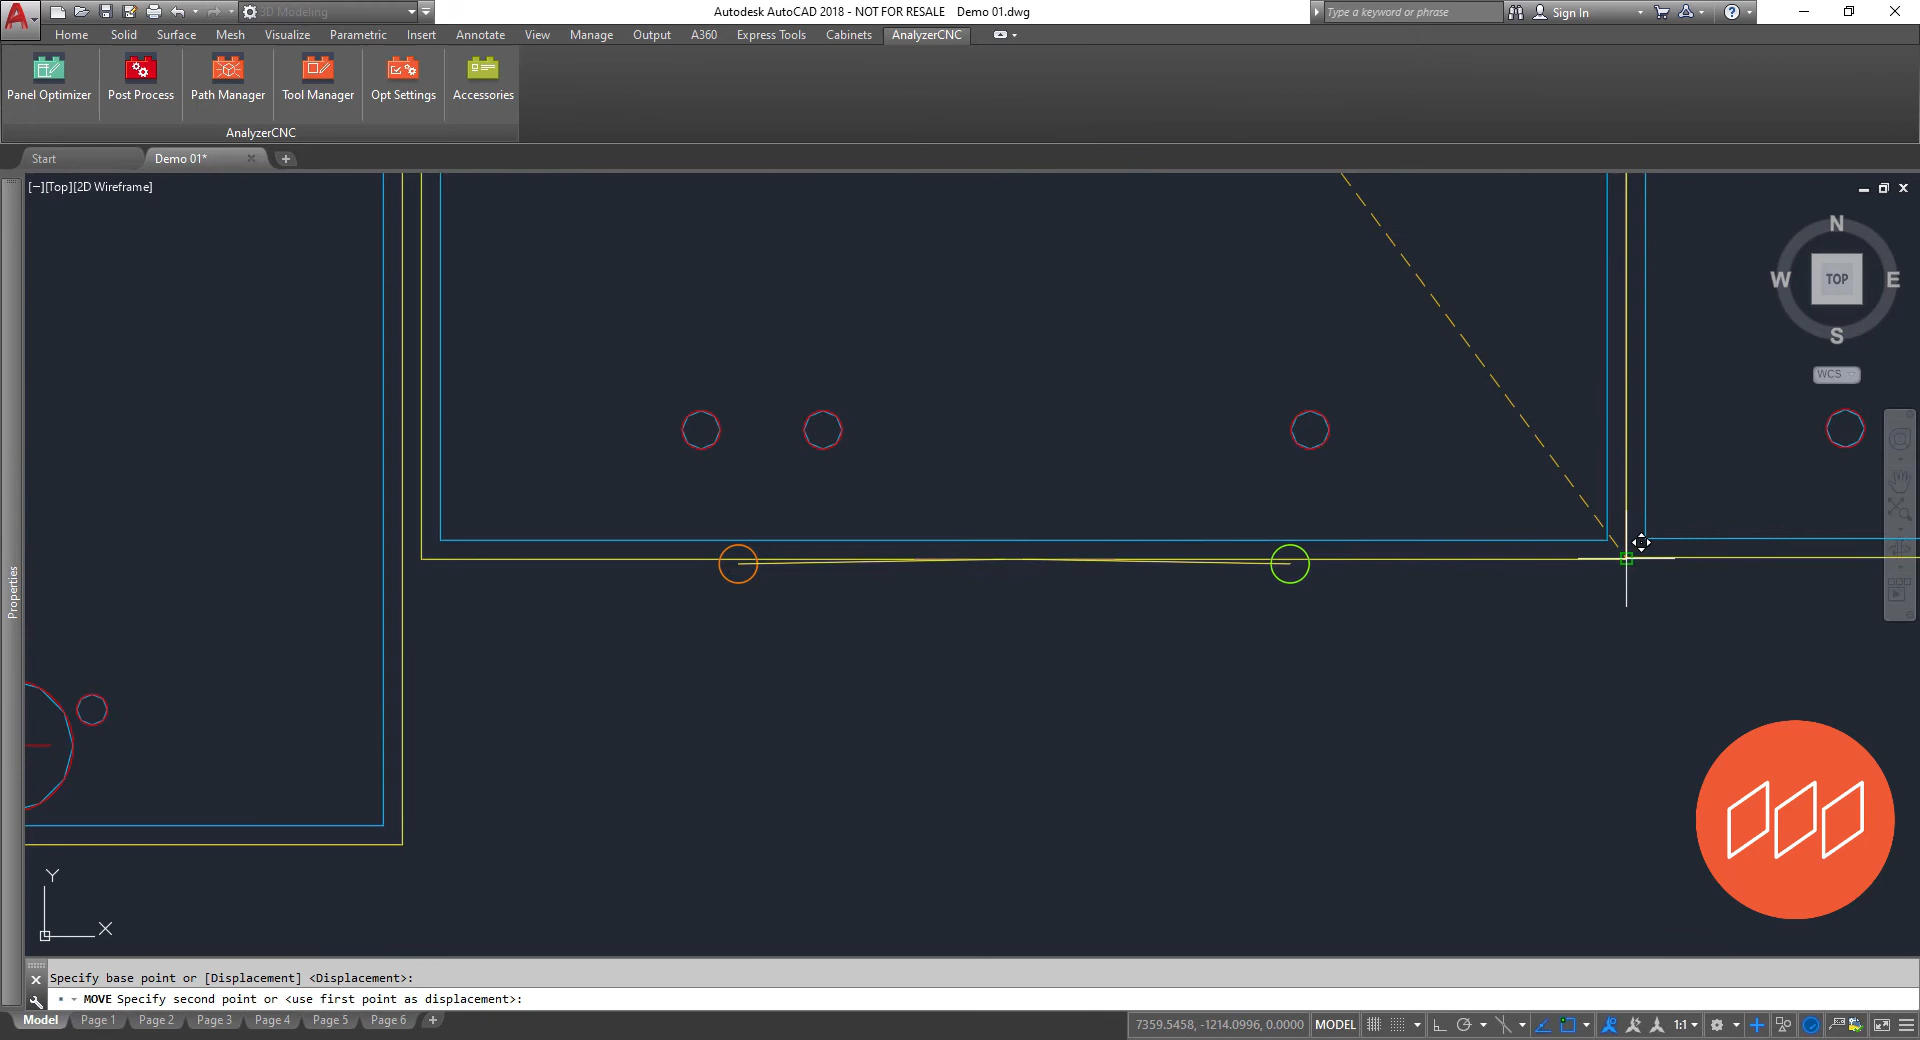 3D Modeling
Autodesk AutoCAD 2018 - NOT FOR RESALE Demo 01.dwg
Type a keyword or phrase
Sign In
Home Solid Surface Mesh Visualize Parametric Insert Annotate View Manage Output A360 Express Tools Cabinets AnalyzerCNC
Panel Optimizer Post Process Path Manager Tool Manager Opt Settings Accessories
AnalyzerCNC
Start Demo 01*
[−][Top][2D Wireframe]
N
W TOP E
S
WCS
Properties
Y
X
Specify base point or [Displacement] <Displacement>:
MOVE Specify second point or <use first point as displacement>:
Model Page 1 Page 2 Page 3 Page 4 Page 5 Page 6
7359.5458, -1214.0996, 0.0000 MODEL 1:1